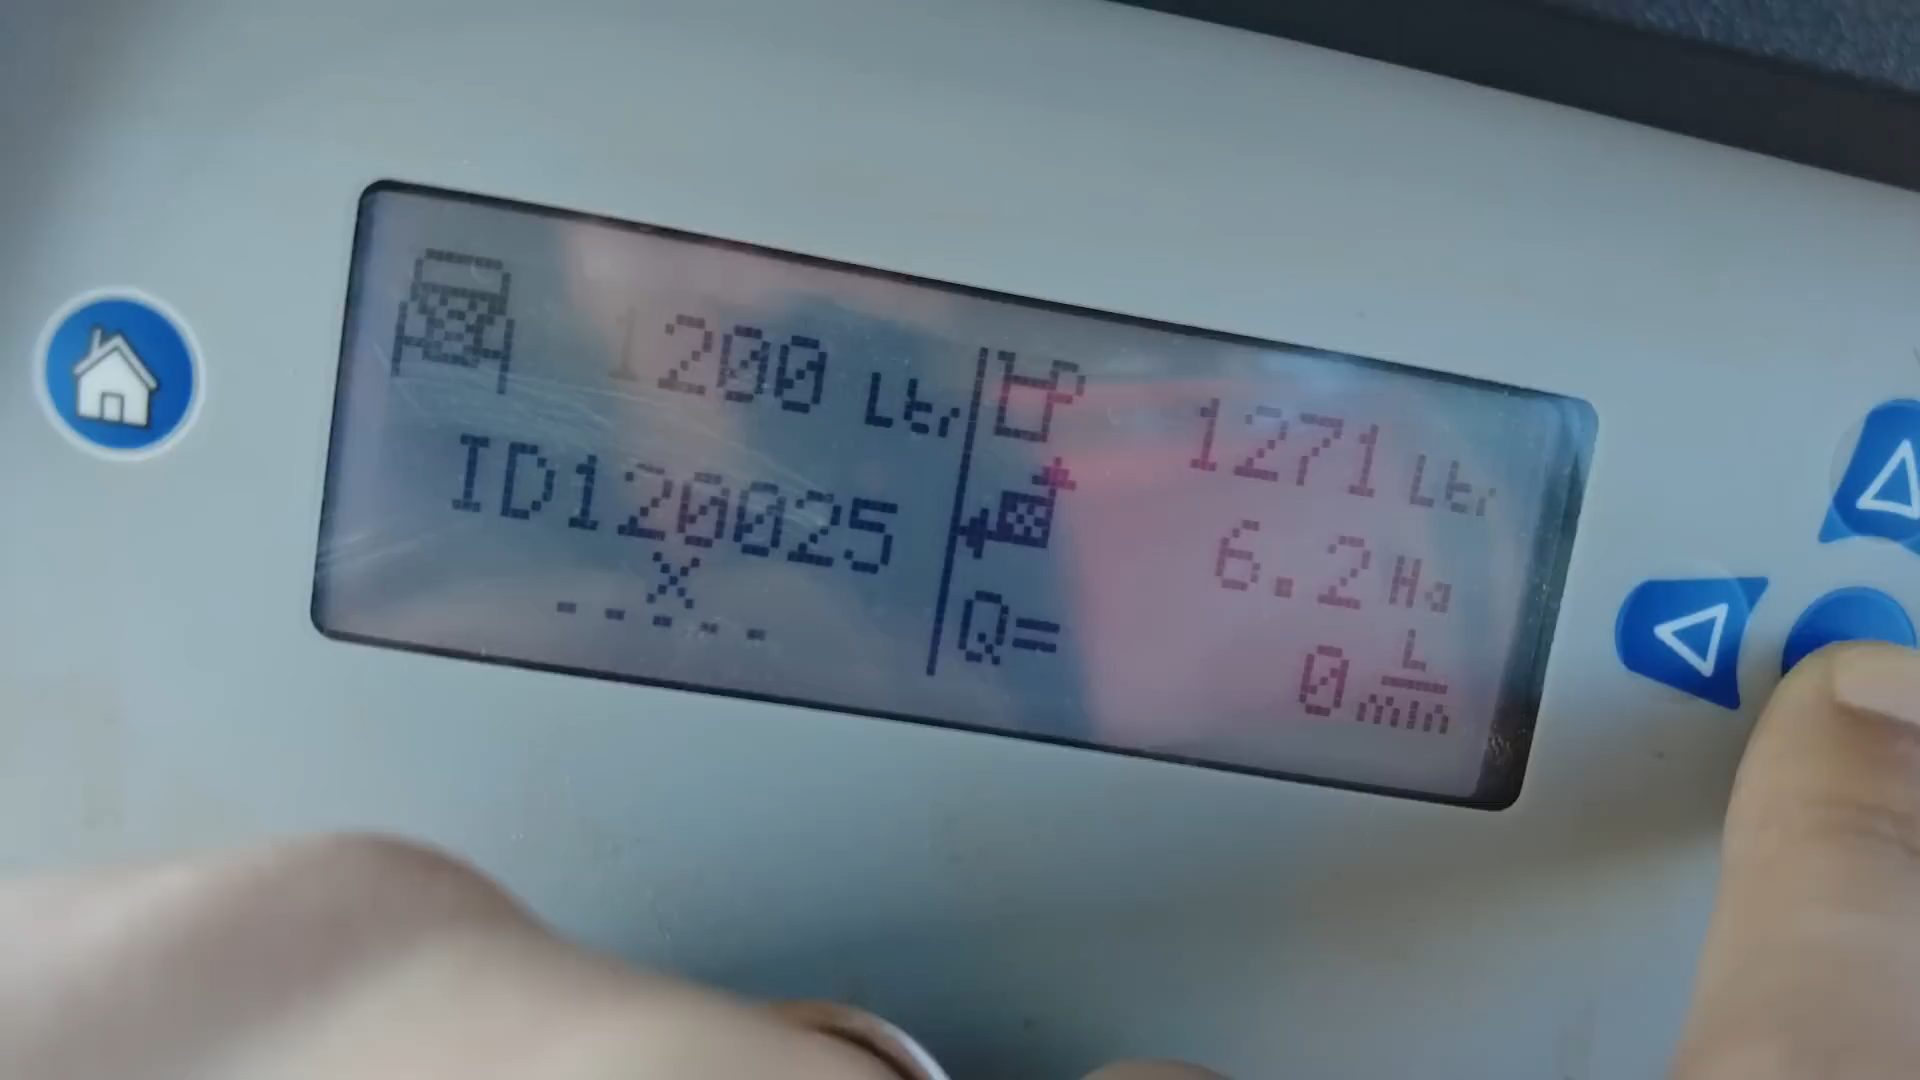 1200 Ltr
ID120025
X
-----
1271 Ltr
6.2 Ha
Q= 0 L/min